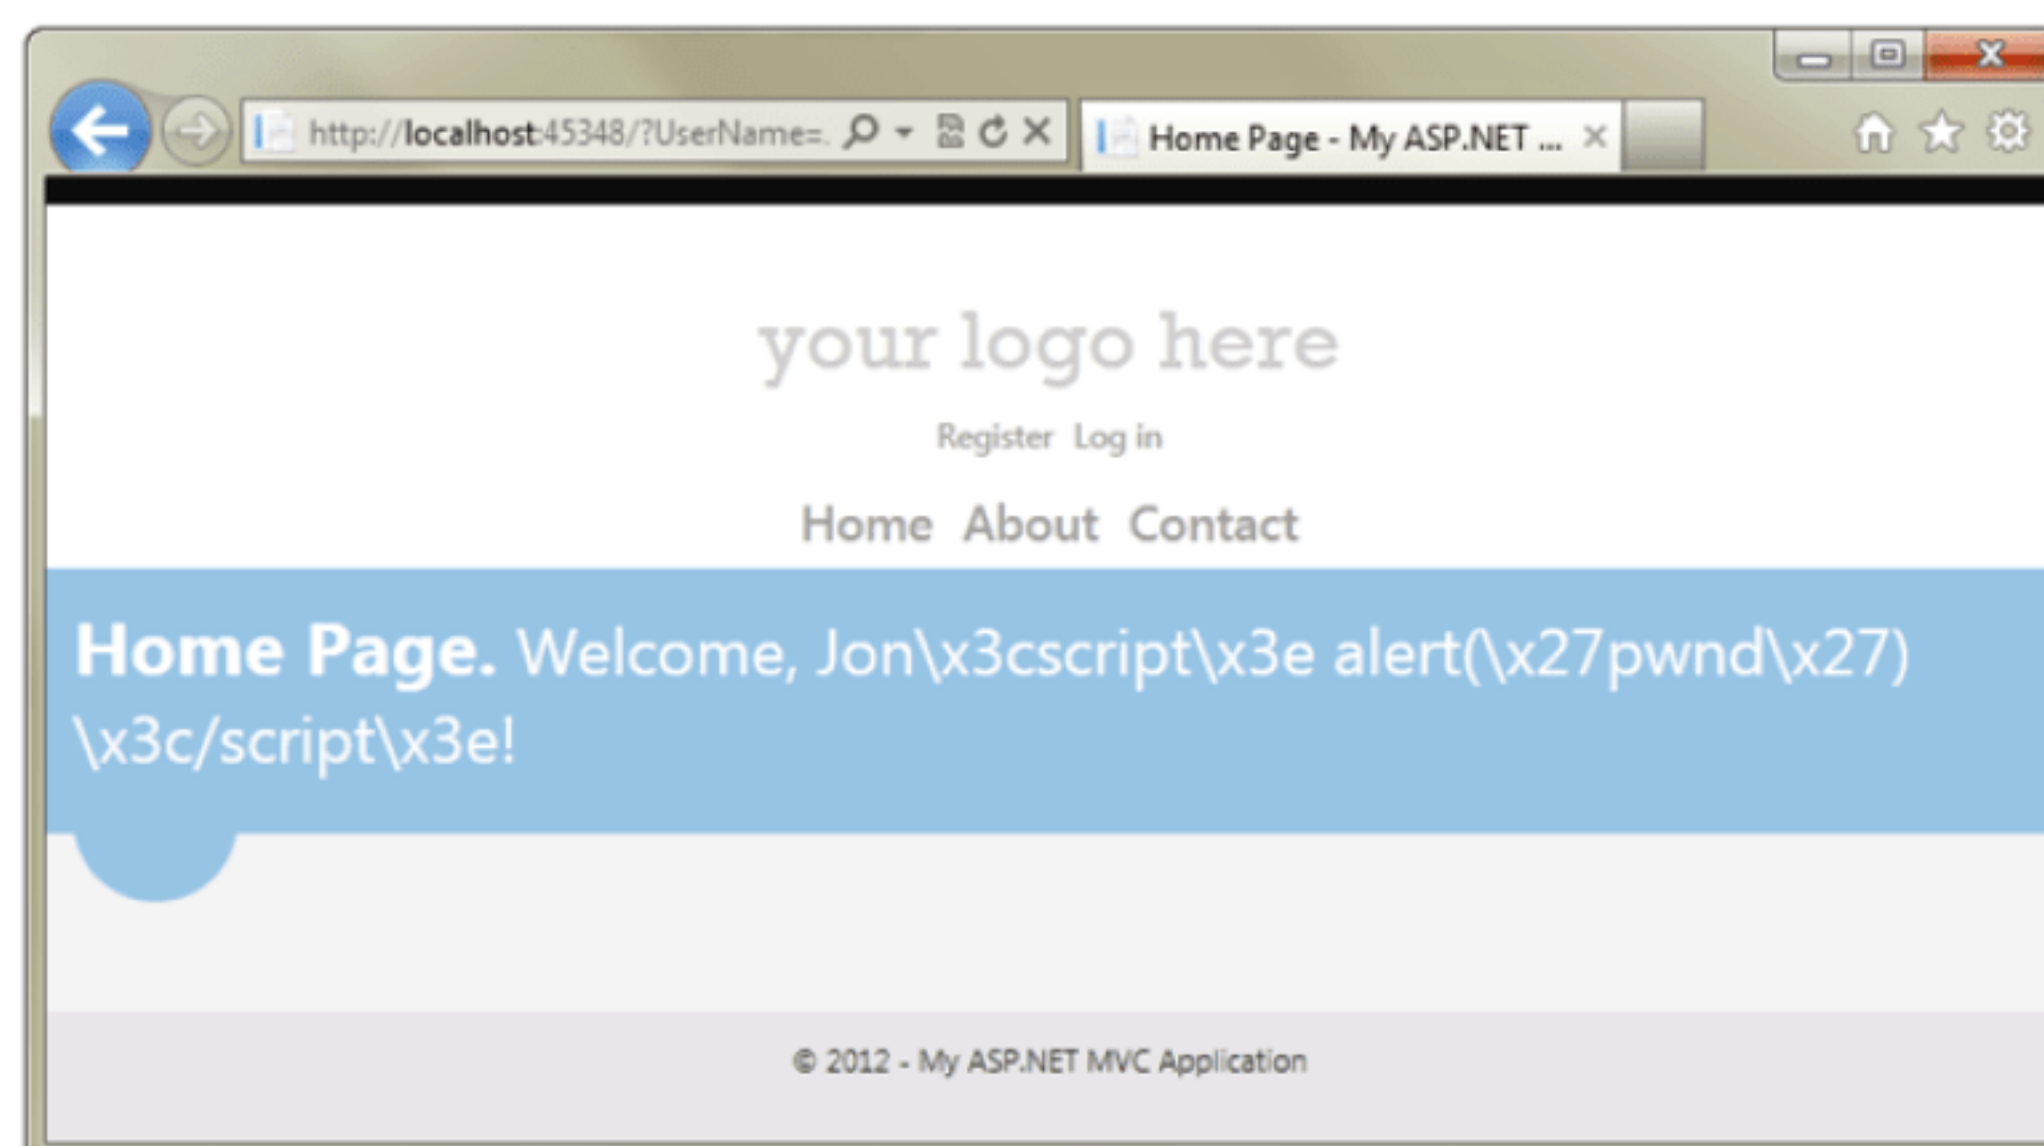 http://localhost:45348/?UserName=.
Home Page - My ASP.NET ...
your logo here
Register Log in
Home About Contact
Home Page. Welcome, Jon\x3cscript\x3e alert(\x27pwnd\x27)
\x3c/script\x3e!
© 2012 - My ASP.NET MVC Application